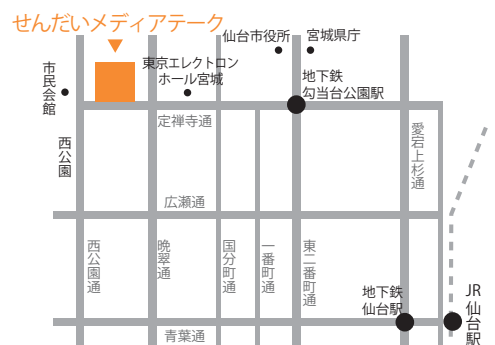 せんだいメディアテーク
仙台市役所
宮城県庁
市民会館
東京エレクトロン
ホール宮城
地下鉄
勾当台公園駅
定禅寺通
西公園
愛宕上杉通
広瀬通
西公園通
晩翠通
国分町通
一番町通
東二番町通
地下鉄
仙台駅
JR
仙台駅
青葉通